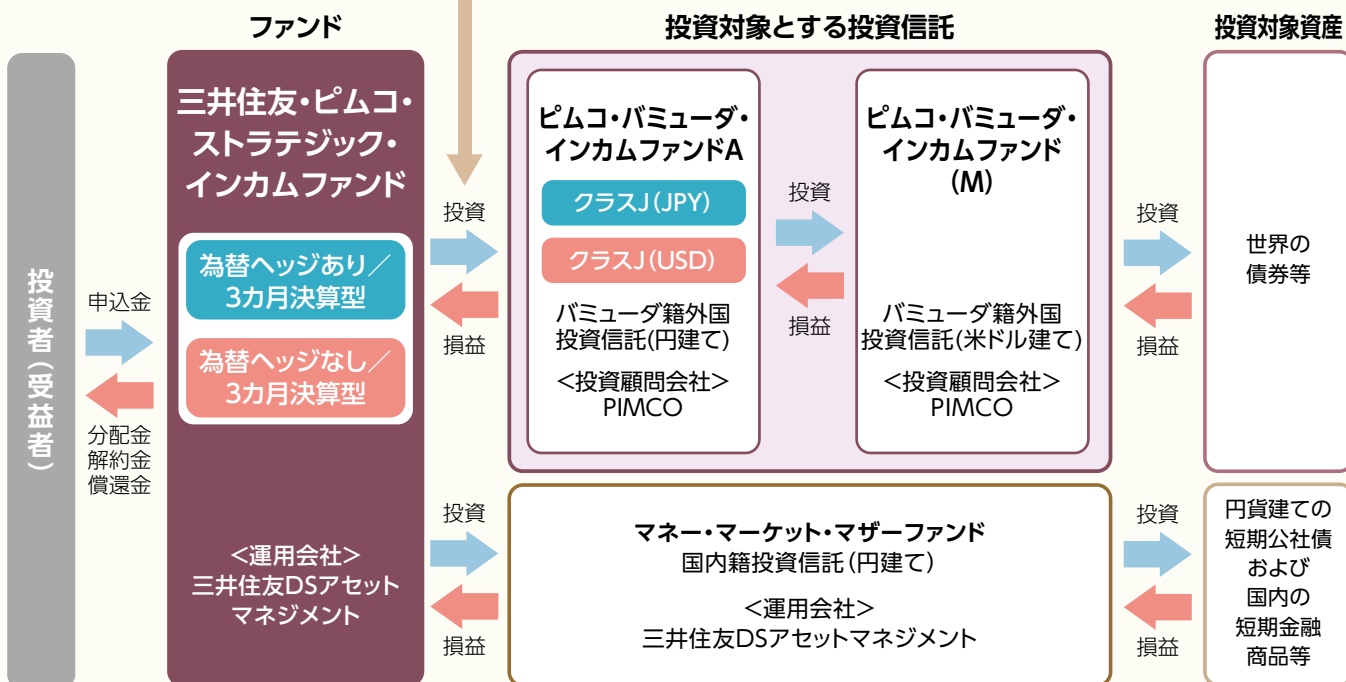 ファンド
投資対象とする投資信託
投資対象資産
投資者(受益者)
申込金
分配金
解約金
償還金
三井住友・ピムコ・
ストラテジック・
インカムファンド
為替ヘッジあり／
3カ月決算型
為替ヘッジなし／
3カ月決算型
<運用会社>
三井住友DSアセット
マネジメント
投資
損益
ピムコ・バミューダ・
インカムファンドA
クラスJ(JPY)
クラスJ(USD)
バミューダ籍外国
投資信託(円建て)
<投資顧問会社>
PIMCO
投資
損益
ピムコ・バミューダ・
インカムファンド
(M)
バミューダ籍外国
投資信託(米ドル建て)
<投資顧問会社>
PIMCO
投資
損益
世界の
債券等
投資
損益
マネー・マーケット・マザーファンド
国内籍投資信託(円建て)
<運用会社>
三井住友DSアセットマネジメント
投資
損益
円貨建ての
短期公社債
および
国内の
短期金融
商品等